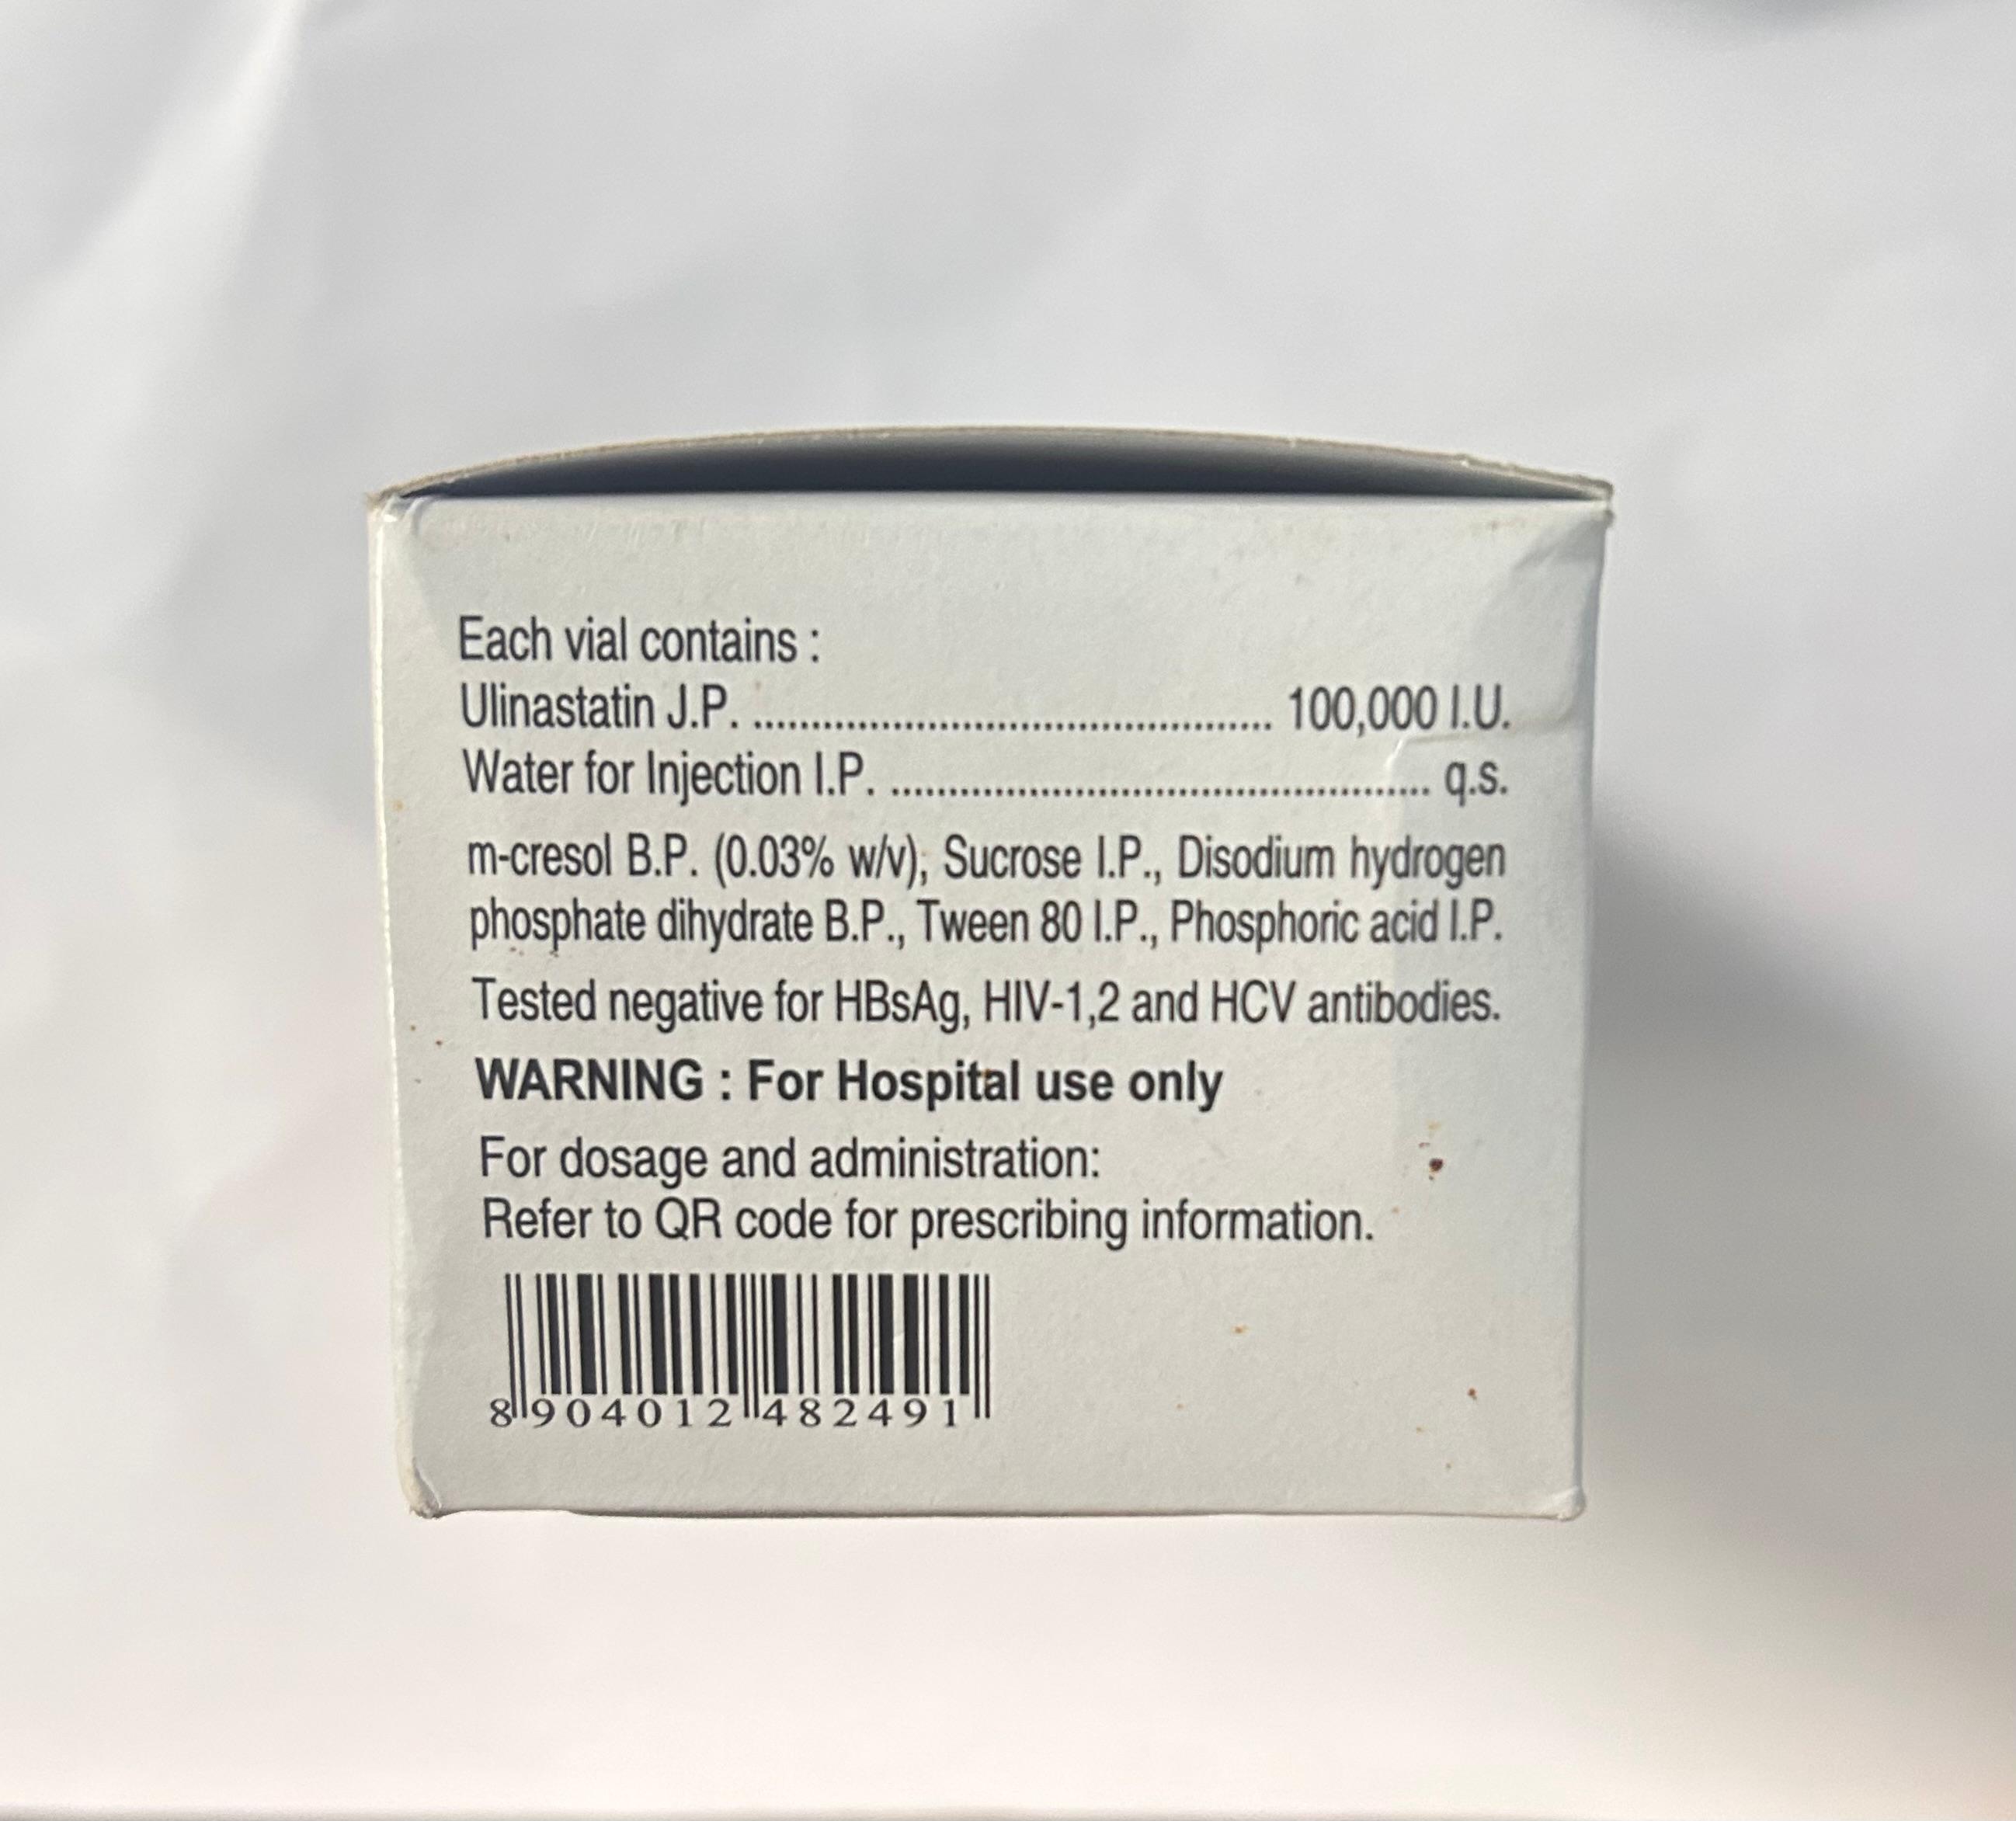 Each vial contains :
Ulinastatin J.P. ................................................ 100,000 I.U.
Water for Injection I.P. .................................................. q.s.
m-cresol B.P. (0.03% w/v), Sucrose I.P., Disodium hydrogen
phosphate dihydrate B.P., Tween 80 I.P., Phosphoric acid I.P.
Tested negative for HBsAg, HIV-1,2 and HCV antibodies.
WARNING : For Hospital use only
For dosage and administration:
Refer to QR code for prescribing information.
8 904012 482491